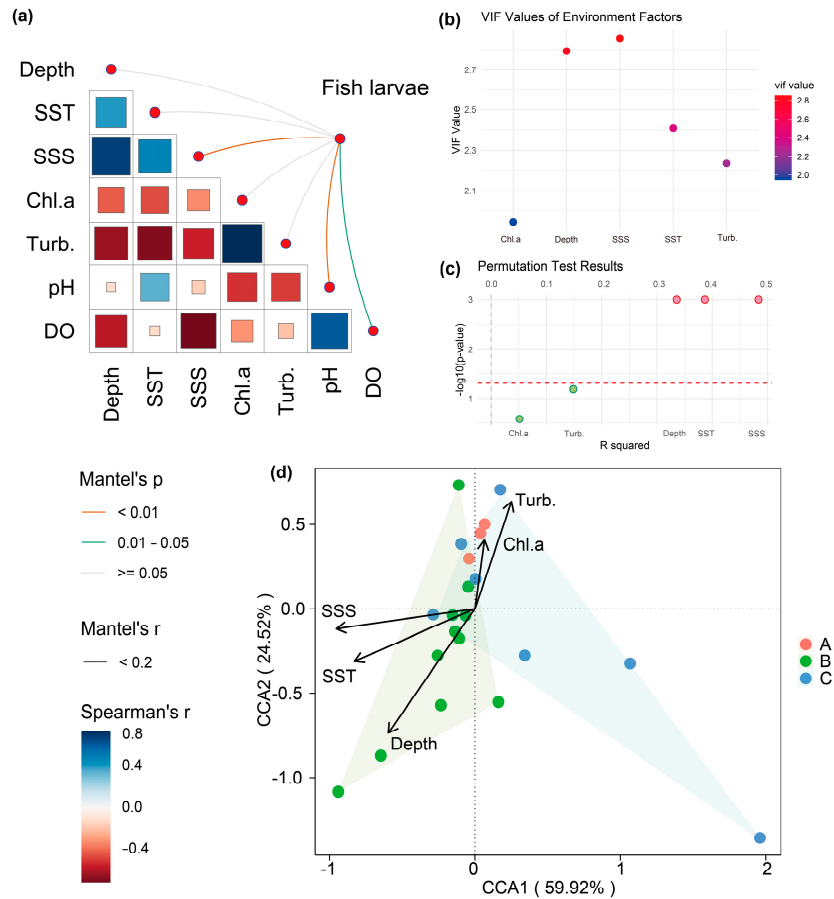 (a)
Depth
SST
SSS
Chl.a
Turb.
pH
DO
Fish larvae
Depth
SST
SSS
Chl.a
Turb.
pH
DO
(b)
VIF Values of Environment Factors
VIF Value
2.7
2.5
2.3
2.1
Chl.a Depth SSS SST Turb.
vif value
2.8
2.6
2.4
2.2
2.0
(c)
Permutation Test Results
0.0 0.1 0.2 0.3 0.4 0.5
-log10(p-value)
3
2
1
Chl.a Turb. Depth SST SSS
R squared
Mantel's p
< 0.01
0.01 – 0.05
>= 0.05
Mantel's r
< 0.2
Spearman's r
0.8
0.4
0.0
−0.4
(d)
CCA2 ( 24.52% )
0.5
0.0
-0.5
-1.0
Turb.
Chl.a
SSS
SST
Depth
-1 0 1 2
CCA1 ( 59.92% )
A
B
C